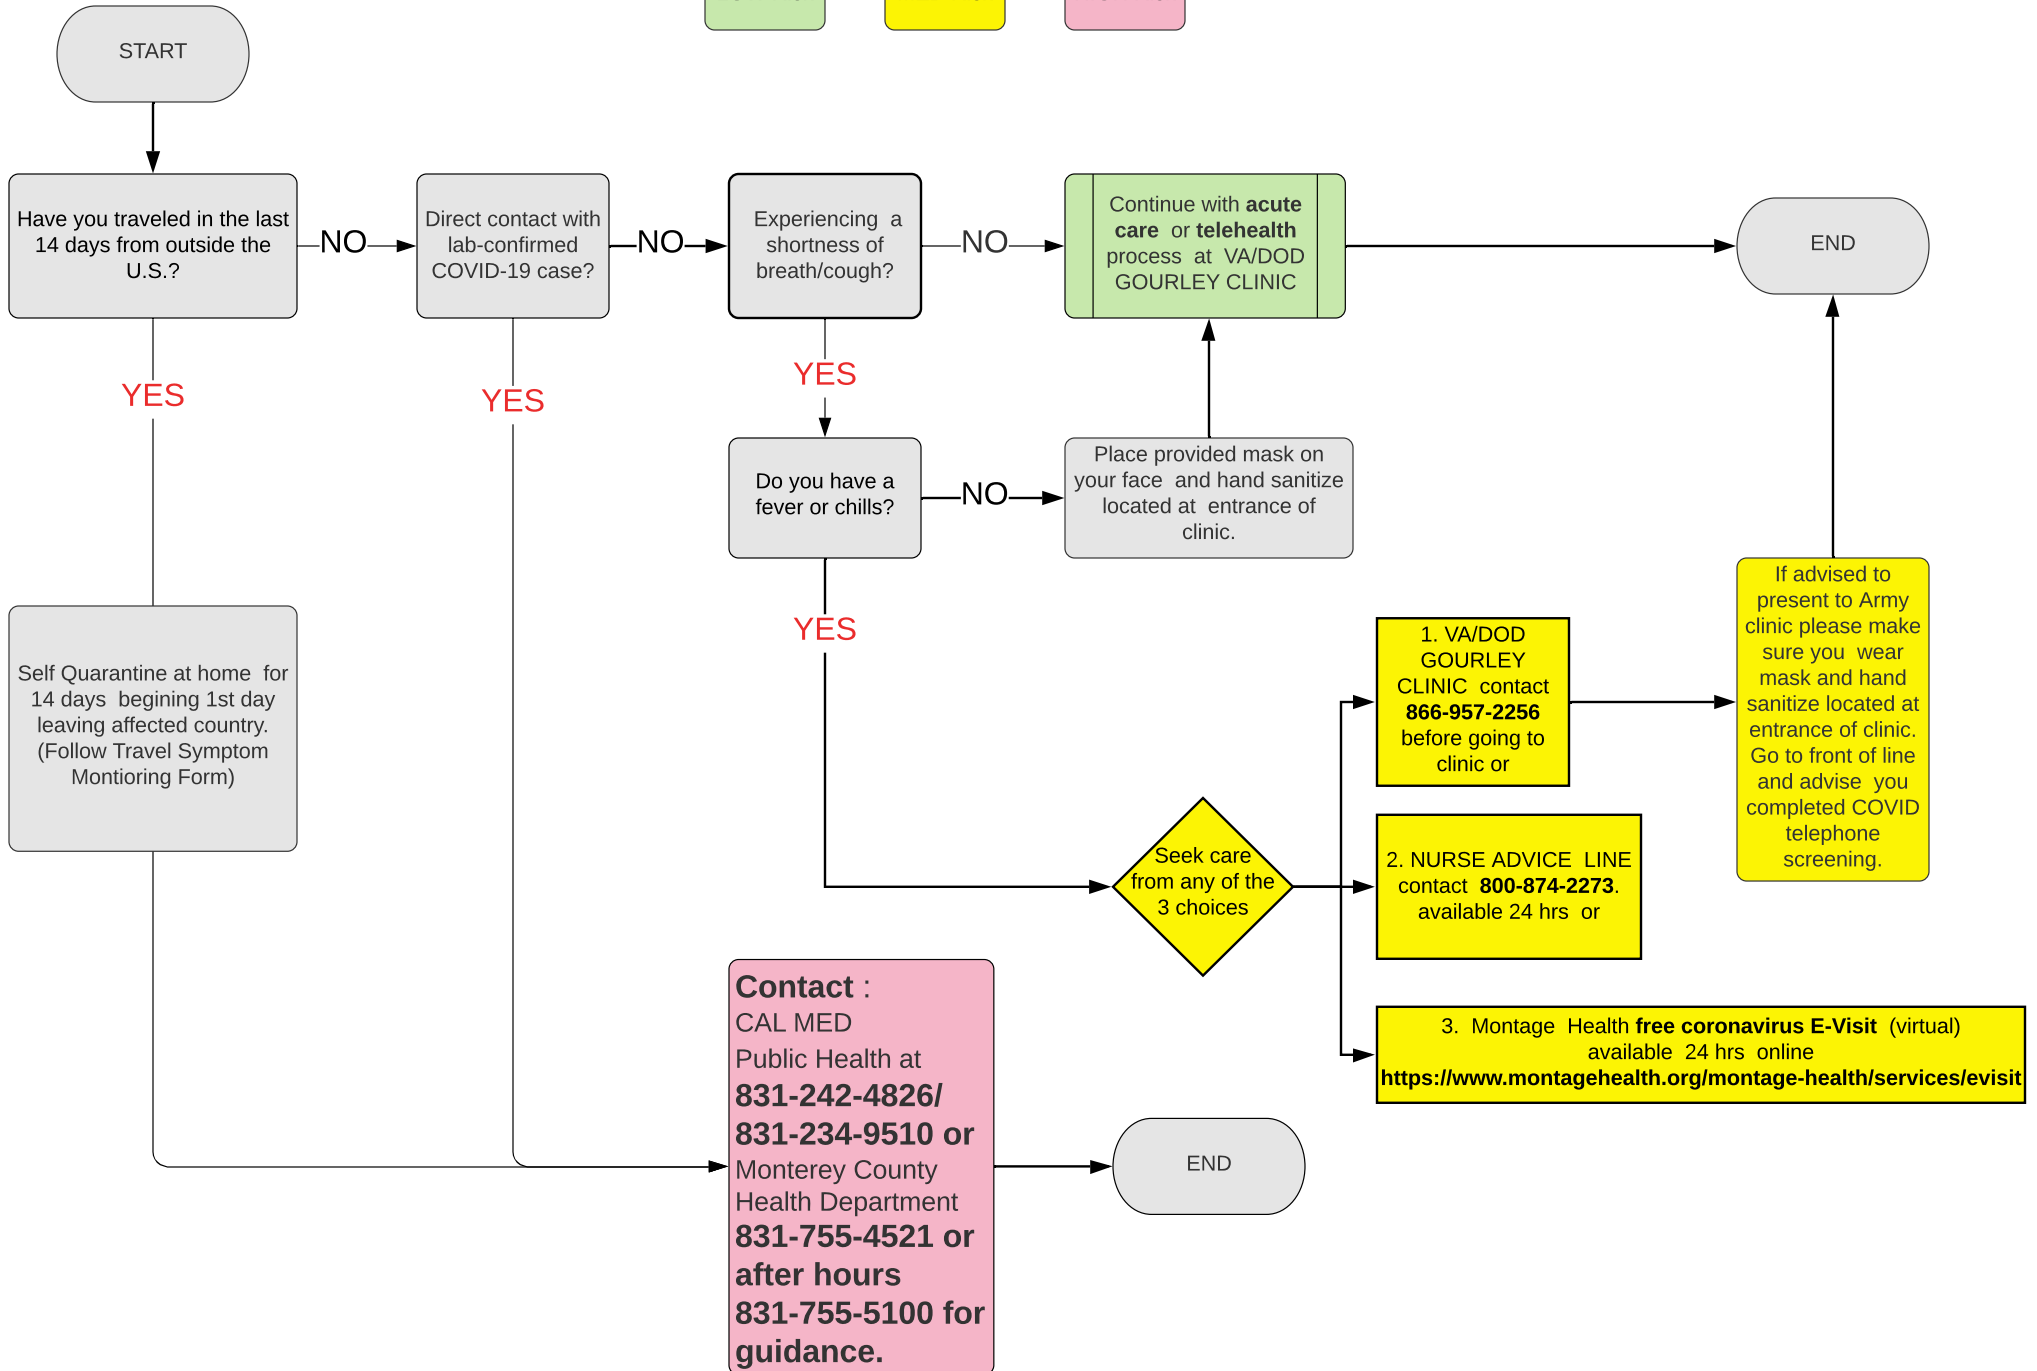 START
Have you traveled in the last
14 days from outside the
U.S.?
NO
Direct contact with
lab-confirmed
COVID-19 case?
NO
Experiencing a
shortness of
breath/cough?
NO
Continue with acute
care or telehealth
process at VA/DOD
GOURLEY CLINIC
END
YES
YES
YES
Do you have a
fever or chills?
NO
Place provided mask on
your face and hand sanitize
located at entrance of
clinic.
YES
Self Quarantine at home for
14 days begining 1st day
leaving affected country.
(Follow Travel Symptom
Montioring Form)
Seek care
from any of the
3 choices
1. VA/DOD
GOURLEY
CLINIC contact
866-957-2256
before going to
clinic or
If advised to
present to Army
clinic please make
sure you wear
mask and hand
sanitize located at
entrance of clinic.
Go to front of line
and advise you
completed COVID
telephone
screening.
2. NURSE ADVICE LINE
contact 800-874-2273.
available 24 hrs or
3. Montage Health free coronavirus E-Visit (virtual)
available 24 hrs online
https://www.montagehealth.org/montage-health/services/evisit
Contact :
CAL MED
Public Health at
831-242-4826/
831-234-9510 or
Monterey County
Health Department
831-755-4521 or
after hours
831-755-5100 for
guidance.
END